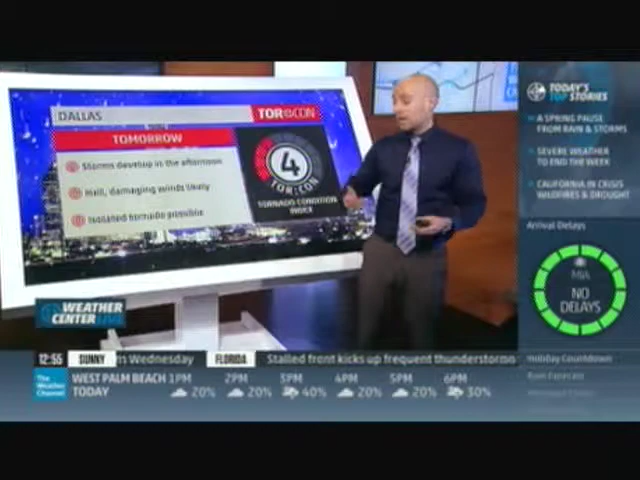 DALLAS
TOR:CON
TOMORROW
Storms develop in the afternoon
Hail, damaging winds likely
Isolated tornado possible
4
TOR:CON
TORNADO CONDITION
INDEX
TODAY'S
TOP STORIES
A SPRING PAUSE
FROM RAIN & STORMS
SEVERE WEATHER
TO END THE WEEK
CALIFORNIA IN CRISIS
WILDFIRES & DROUGHT
Arrival Delays
MIA
NO
DELAYS
WEATHER
CENTER LIVE
12:55 SUNNY m Wednesday FLORIDA Stalled front kicks up frequent thunderstorms
Holiday Countdown
The Weather Channel
WEST PALM BEACH 1PM 2PM 3PM 4PM 5PM 6PM
TODAY 20% 20% 40% 20% 20% 30%